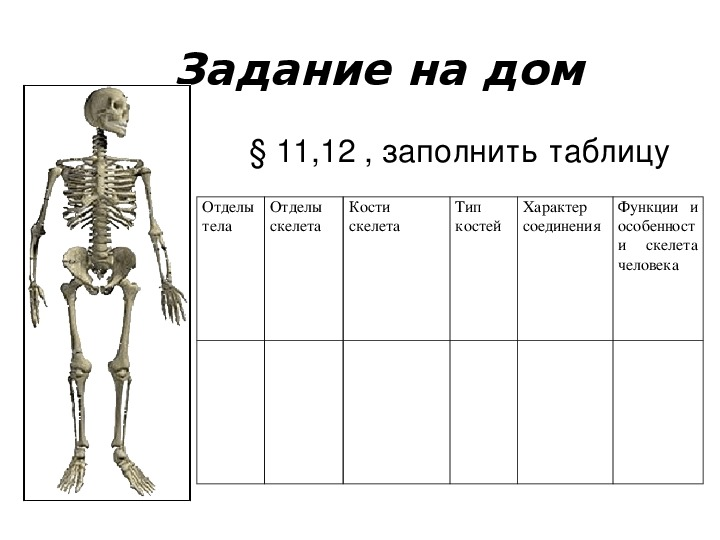 Задание на дом
§ 11,12 , заполнить таблицу
Отделы тела
Отделы скелета
Кости скелета
Тип костей
Характер соединения
Функции и особенност и скелета человека